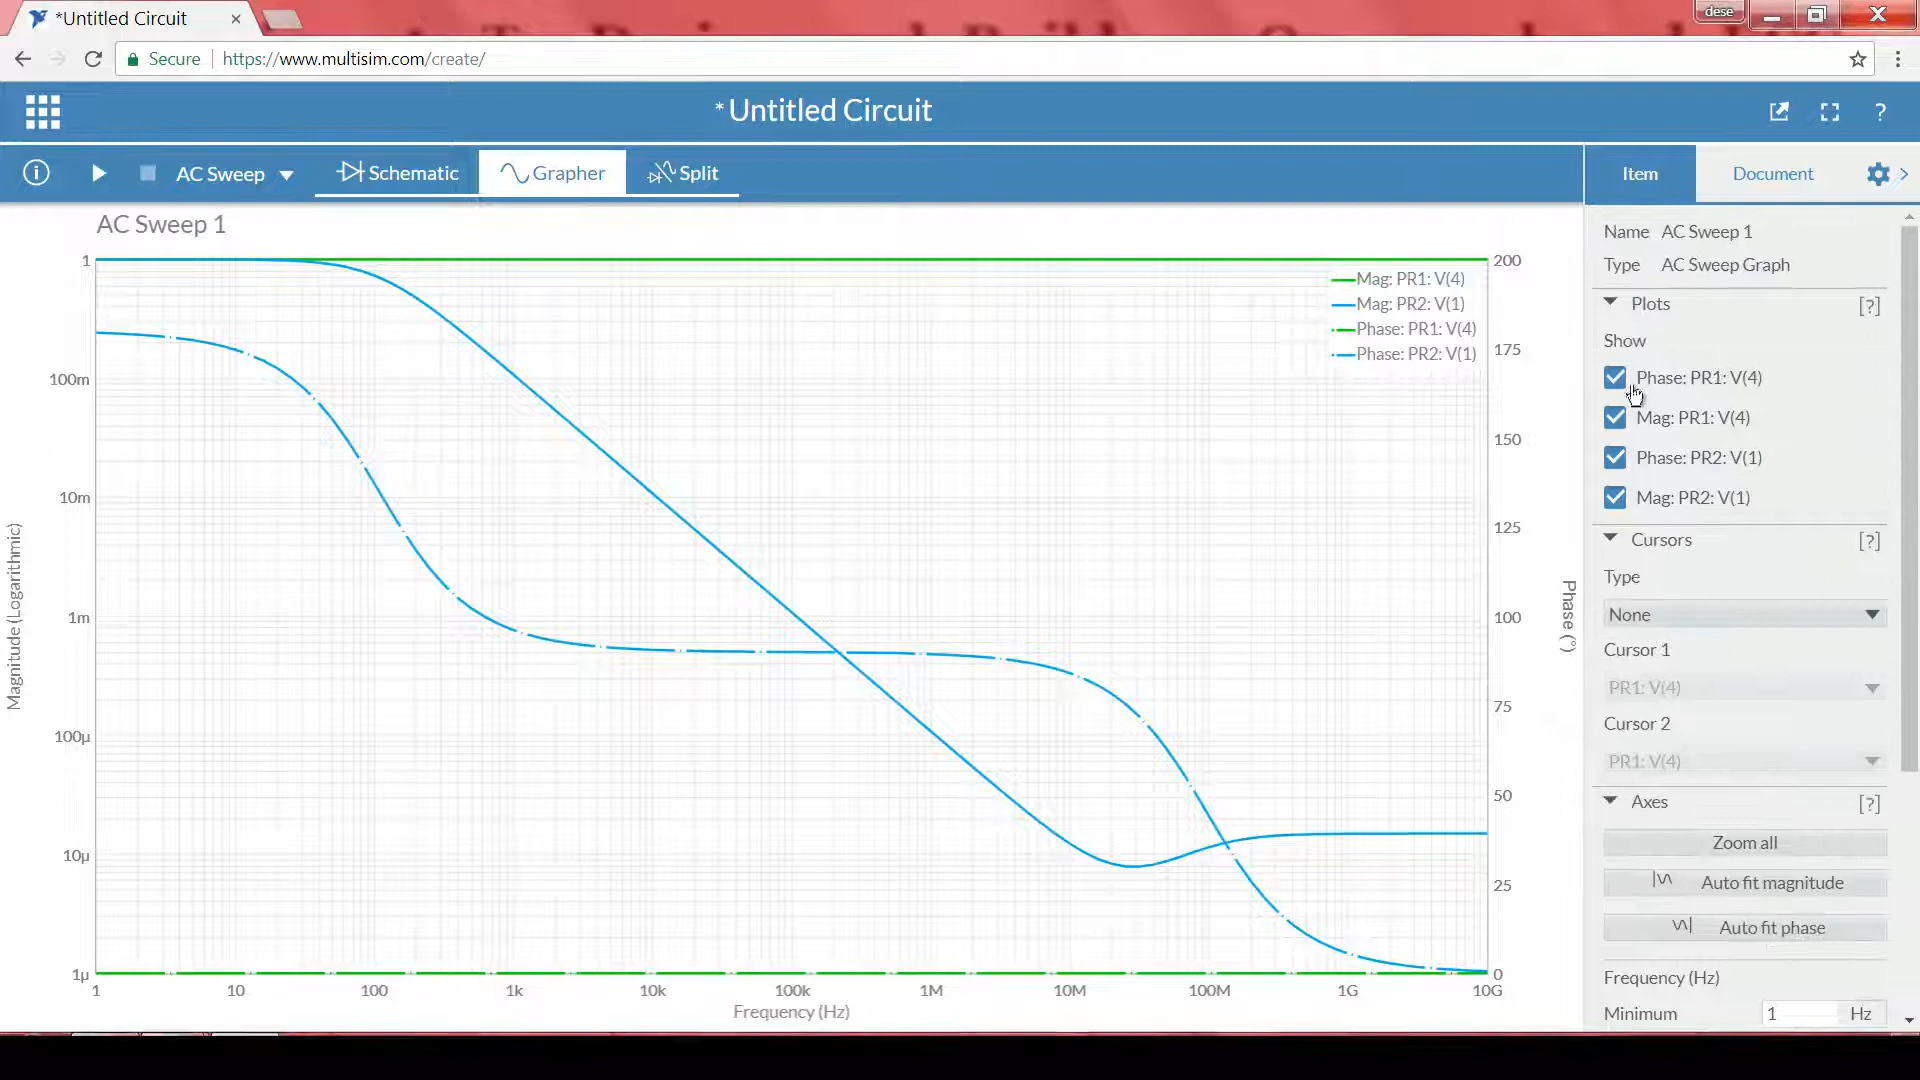 *Untitled Circuit ×
dese
Secure | https://www.multisim.com/create/
*Untitled Circuit
?
AC Sweep
Schematic
Grapher
Split
Item
Document
AC Sweep 1
Magnitude (Logarithmic)
1
100m
10m
1m
100µ
10µ
1µ
Mag: PR1: V(4)
Mag: PR2: V(1)
Phase: PR1: V(4)
Phase: PR2: V(1)
200
175
150
125
100
75
50
25
0
Phase (°)
1 10 100 1k 10k 100k 1M 10M 100M 1G 10G
Frequency (Hz)
Name AC Sweep 1
Type AC Sweep Graph
Plots [?]
Show
Phase: PR1: V(4)
Mag: PR1: V(4)
Phase: PR2: V(1)
Mag: PR2: V(1)
Cursors [?]
Type
None
Cursor 1
PR1: V(4)
Cursor 2
PR1: V(4)
Axes [?]
Zoom all
Auto fit magnitude
Auto fit phase
Frequency (Hz)
Minimum 1 Hz